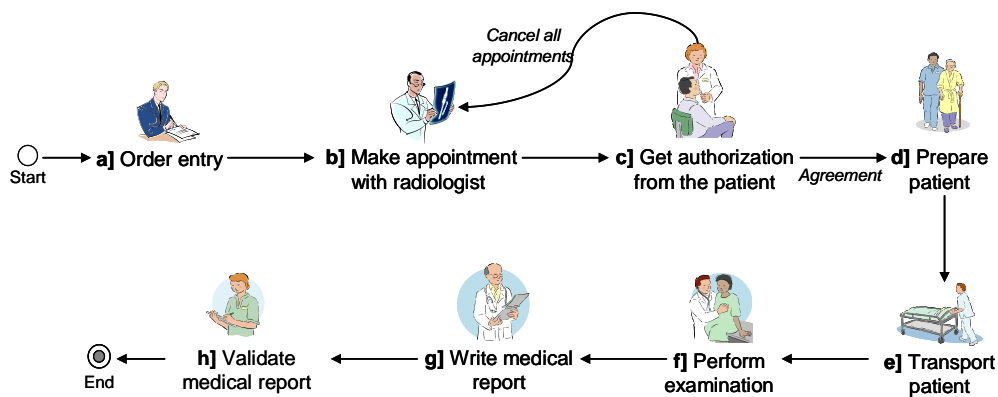 Cancel all
appointments
Start
a] Order entry
b] Make appointment
with radiologist
c] Get authorization
from the patient
Agreement
d] Prepare
patient
e] Transport
patient
f] Perform
examination
g] Write medical
report
h] Validate
medical report
End